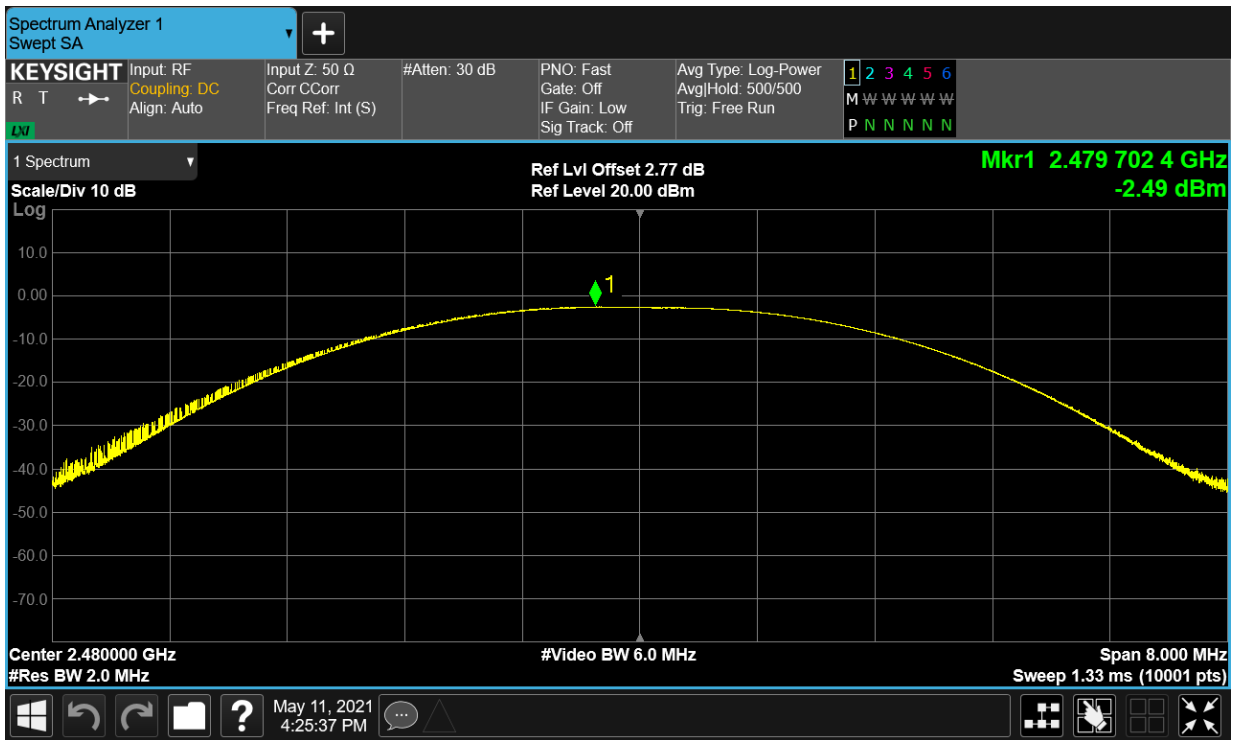 Spectrum Analyzer 1
Swept SA
+
KEYSIGHT
R T
LXI
Input: RF
Coupling: DC
Align: Auto
Input Z: 50 Ω
Corr CCorr
Freq Ref: Int (S)
#Atten: 30 dB
PNO: Fast
Gate: Off
IF Gain: Low
Sig Track: Off
Avg Type: Log-Power
Avg|Hold: 500/500
Trig: Free Run
1 2 3 4 5 6
M W W W W W
P N N N N N
1 Spectrum
Scale/Div 10 dB
Log
Ref Lvl Offset 2.77 dB
Ref Level 20.00 dBm
Mkr1 2.479 702 4 GHz
-2.49 dBm
1
10.0
0.00
-10.0
-20.0
-30.0
-40.0
-50.0
-60.0
-70.0
Center 2.480000 GHz
#Res BW 2.0 MHz
#Video BW 6.0 MHz
Span 8.000 MHz
Sweep 1.33 ms (10001 pts)
?
May 11, 2021
4:25:37 PM